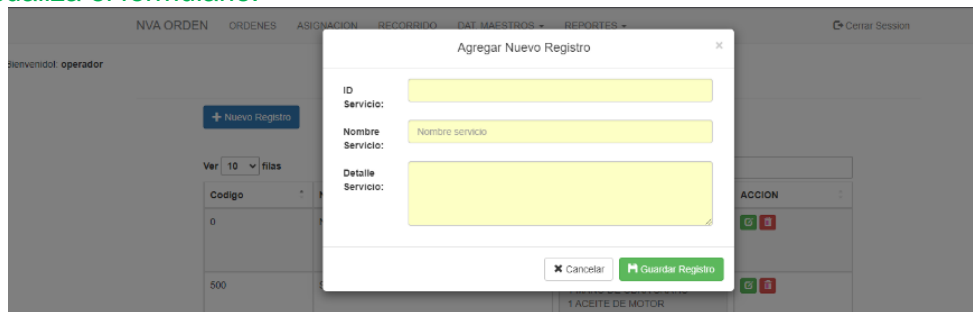 formulario.
NVA ORDEN ORDENES ASIGNACION RECORRIDO DAT. MAESTROS REPORTES Cerrar Session
Agregar Nuevo Registro ×
Bienvenido!: operador
ID Servicio:
Nuevo Registro
Nombre Servicio: Nombre servicio
Ver 10 filas
Detalle Servicio:
Codigo ACCION
0
Cancelar Guardar Registro
500
1 ACEITE DE MOTOR